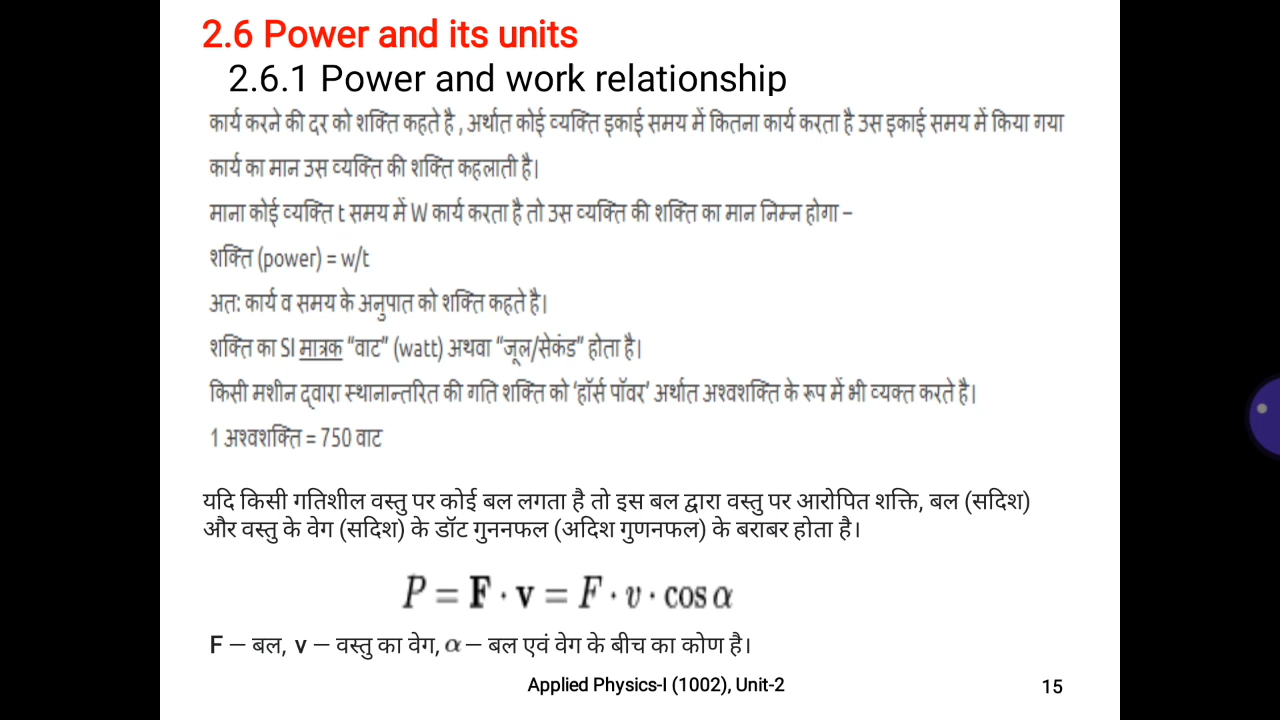 2.6 Power and its units
2.6.1 Power and work relationship
कार्य करने की दर को शक्ति कहते है , अर्थात कोई व्यक्ति इकाई समय में कितना कार्य करता है उस इकाई समय में किया गया
कार्य का मान उस व्यक्ति की शक्ति कहलाती है।
माना कोई व्यक्ति t समय में W कार्य करता है तो उस व्यक्ति की शक्ति का मान निम्न होगा –
शक्ति (power) = w/t
अत: कार्य व समय के अनुपात को शक्ति कहते है।
शक्ति का SI मात्रक “वाट” (watt) अथवा “जूल/सेकंड” होता है।
किसी मशीन द्वारा स्थानान्तरित की गति शक्ति को ‘हॉर्स पॉवर’ अर्थात अश्वशक्ति के रूप में भी व्यक्त करते है।
1 अश्वशक्ति = 750 वाट
यदि किसी गतिशील वस्तु पर कोई बल लगता है तो इस बल द्वारा वस्तु पर आरोपित शक्ति, बल (सदिश)
और वस्तु के वेग (सदिश) के डॉट गुननफल (अदिश गुणनफल) के बराबर होता है।
P = F · v = F · v · cos α
F — बल, v — वस्तु का वेग, α — बल एवं वेग के बीच का कोण है।
Applied Physics-I (1002), Unit-2
15